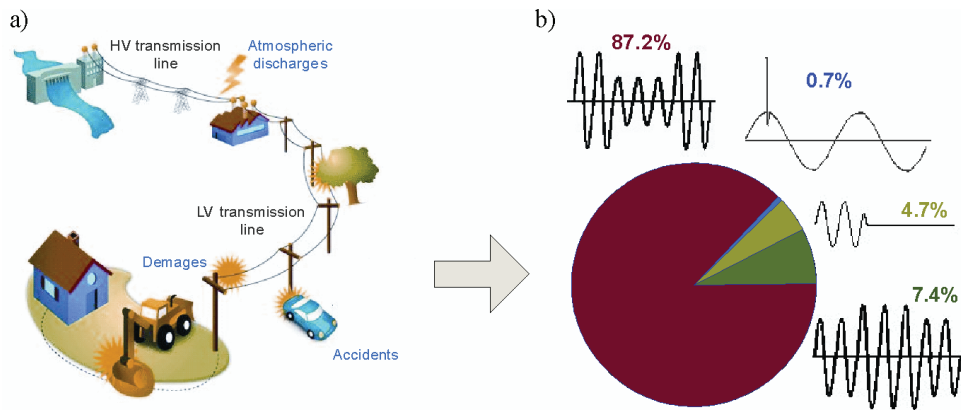 a)
HV transmission
line
Atmospheric
discharges
LV transmission
line
Demages
Accidents
b)
87.2%
0.7%
4.7%
7.4%